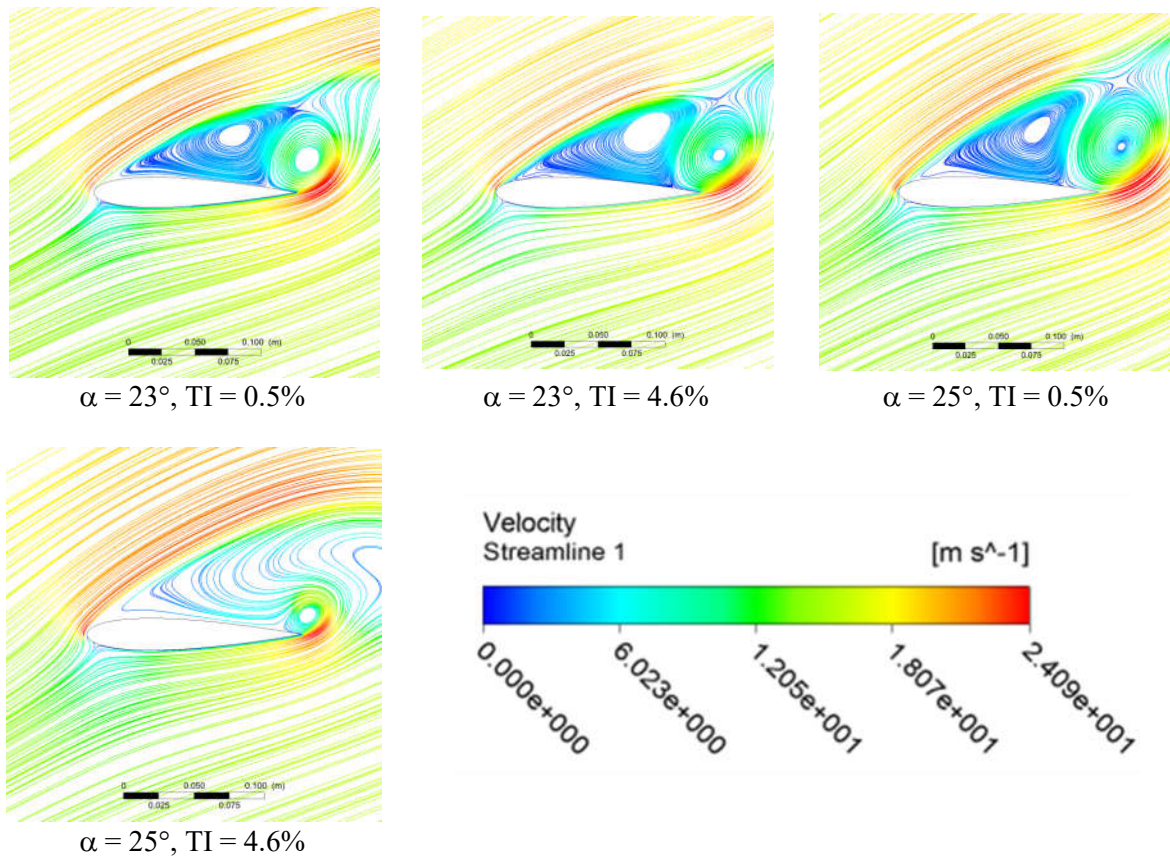 0 0.050 0.100 (m)
0.025 0.075
0 0.050 0.100 (m)
0.025 0.075
0 0.050 0.100 (m)
0.025 0.075
α = 23°, TI = 0.5%
α = 23°, TI = 4.6%
α = 25°, TI = 0.5%
0 0.050 0.100 (m)
0.025 0.075
α = 25°, TI = 4.6%
Velocity
Streamline 1 [m s^-1]
0.000e+000
6.023e+000
1.205e+001
1.807e+001
2.409e+001